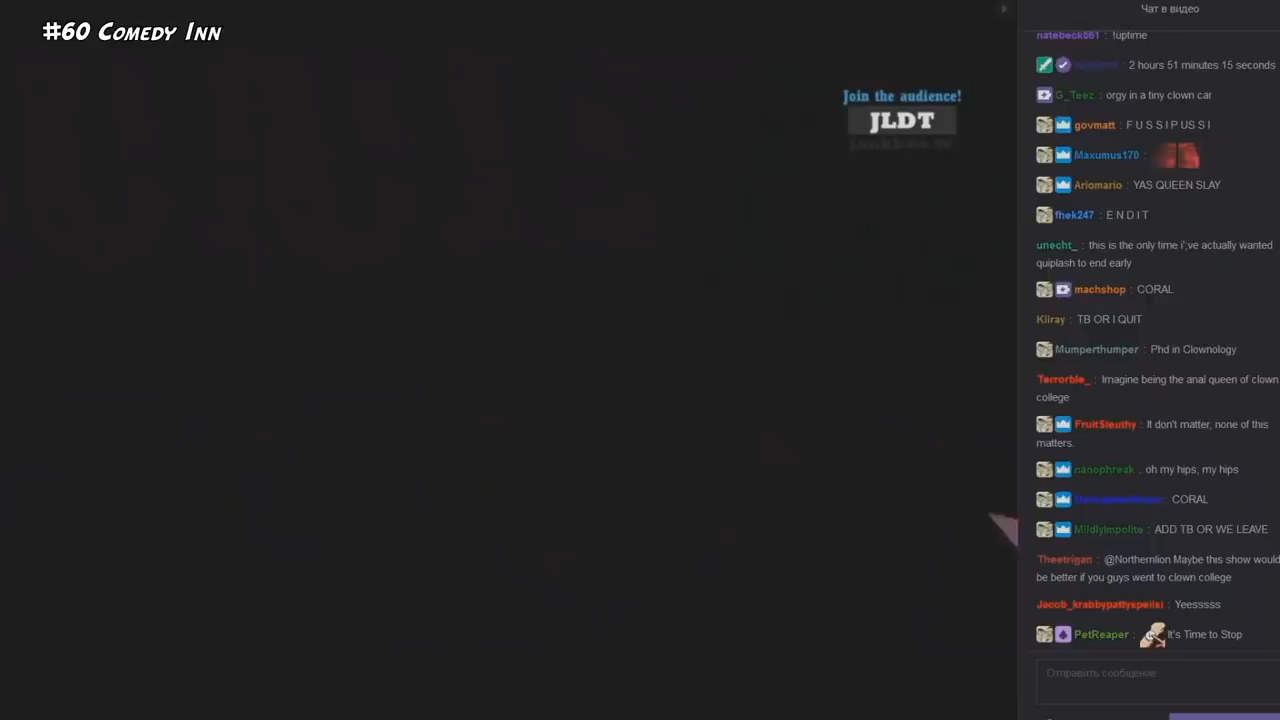 #60 COMEDY INN
Join the audience!
JLDT
Чат в видео
natebeck561 : !uptime
2 hours 51 minutes 15 seconds
G_Teez : orgy in a tiny clown car
govmatt : F U S S I P U S S I
Maxumus170 :
Ariomario : YAS QUEEN SLAY
fhek247 : E N D I T
unecht_ : this is the only time i';ve actually wanted
quiplash to end early
machshop : CORAL
Kiiray : TB OR I QUIT
Mumperthumper : Phd in Clownology
Terrorble_ : Imagine being the anal queen of clown
college
FruitSleuthy : It don't matter, none of this
matters.
nanophreak : oh my hips, my hips
: CORAL
MildlyImpolite : ADD TB OR WE LEAVE
Theetrigan : @Northernlion Maybe this show would
be better if you guys went to clown college
Jacob_krabbypattyspeilsi : Yeesssss
PetReaper : It's Time to Stop
Отправить сообщение